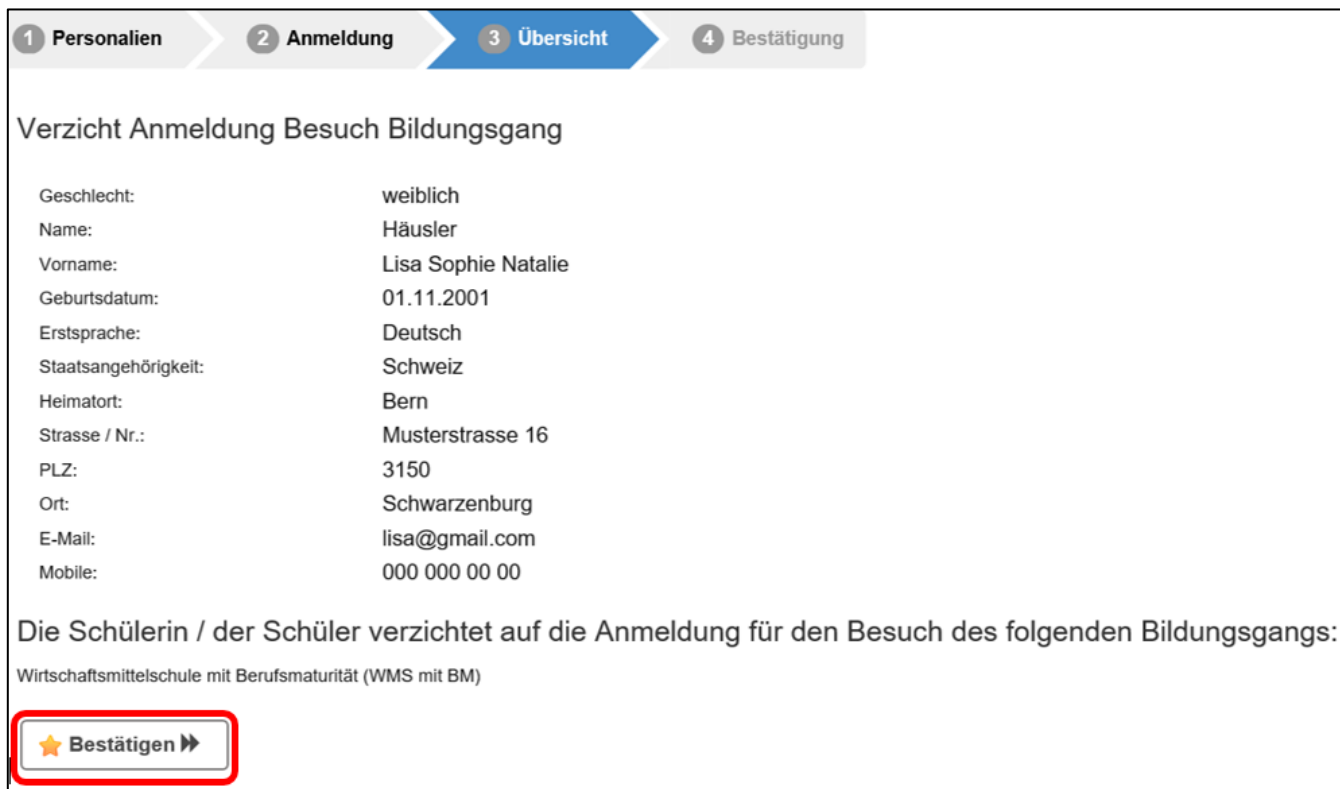 1 Personalien 2 Anmeldung 3 Übersicht 4 Bestätigung
Verzicht Anmeldung Besuch Bildungsgang
Geschlecht: weiblich
Name: Häusler
Vorname: Lisa Sophie Natalie
Geburtsdatum: 01.11.2001
Erstsprache: Deutsch
Staatsangehörigkeit: Schweiz
Heimatort: Bern
Strasse / Nr.: Musterstrasse 16
PLZ: 3150
Ort: Schwarzenburg
E-Mail: lisa@gmail.com
Mobile: 000 000 00 00
Die Schülerin / der Schüler verzichtet auf die Anmeldung für den Besuch des folgenden Bildungsgangs:
Wirtschaftsmittelschule mit Berufsmaturität (WMS mit BM)
Bestätigen